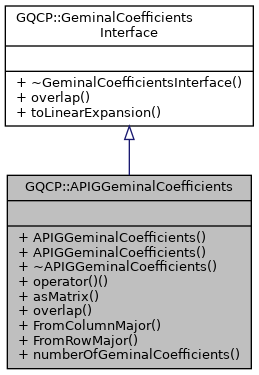 GQCP::GeminalCoefficients
Interface
+ ~GeminalCoefficientsInterface()
+ overlap()
+ toLinearExpansion()
GQCP::APIGGeminalCoefficients
+ APIGGeminalCoefficients()
+ APIGGeminalCoefficients()
+ ~APIGGeminalCoefficients()
+ operator()()
+ asMatrix()
+ overlap()
+ FromColumnMajor()
+ FromRowMajor()
+ numberOfGeminalCoefficients()